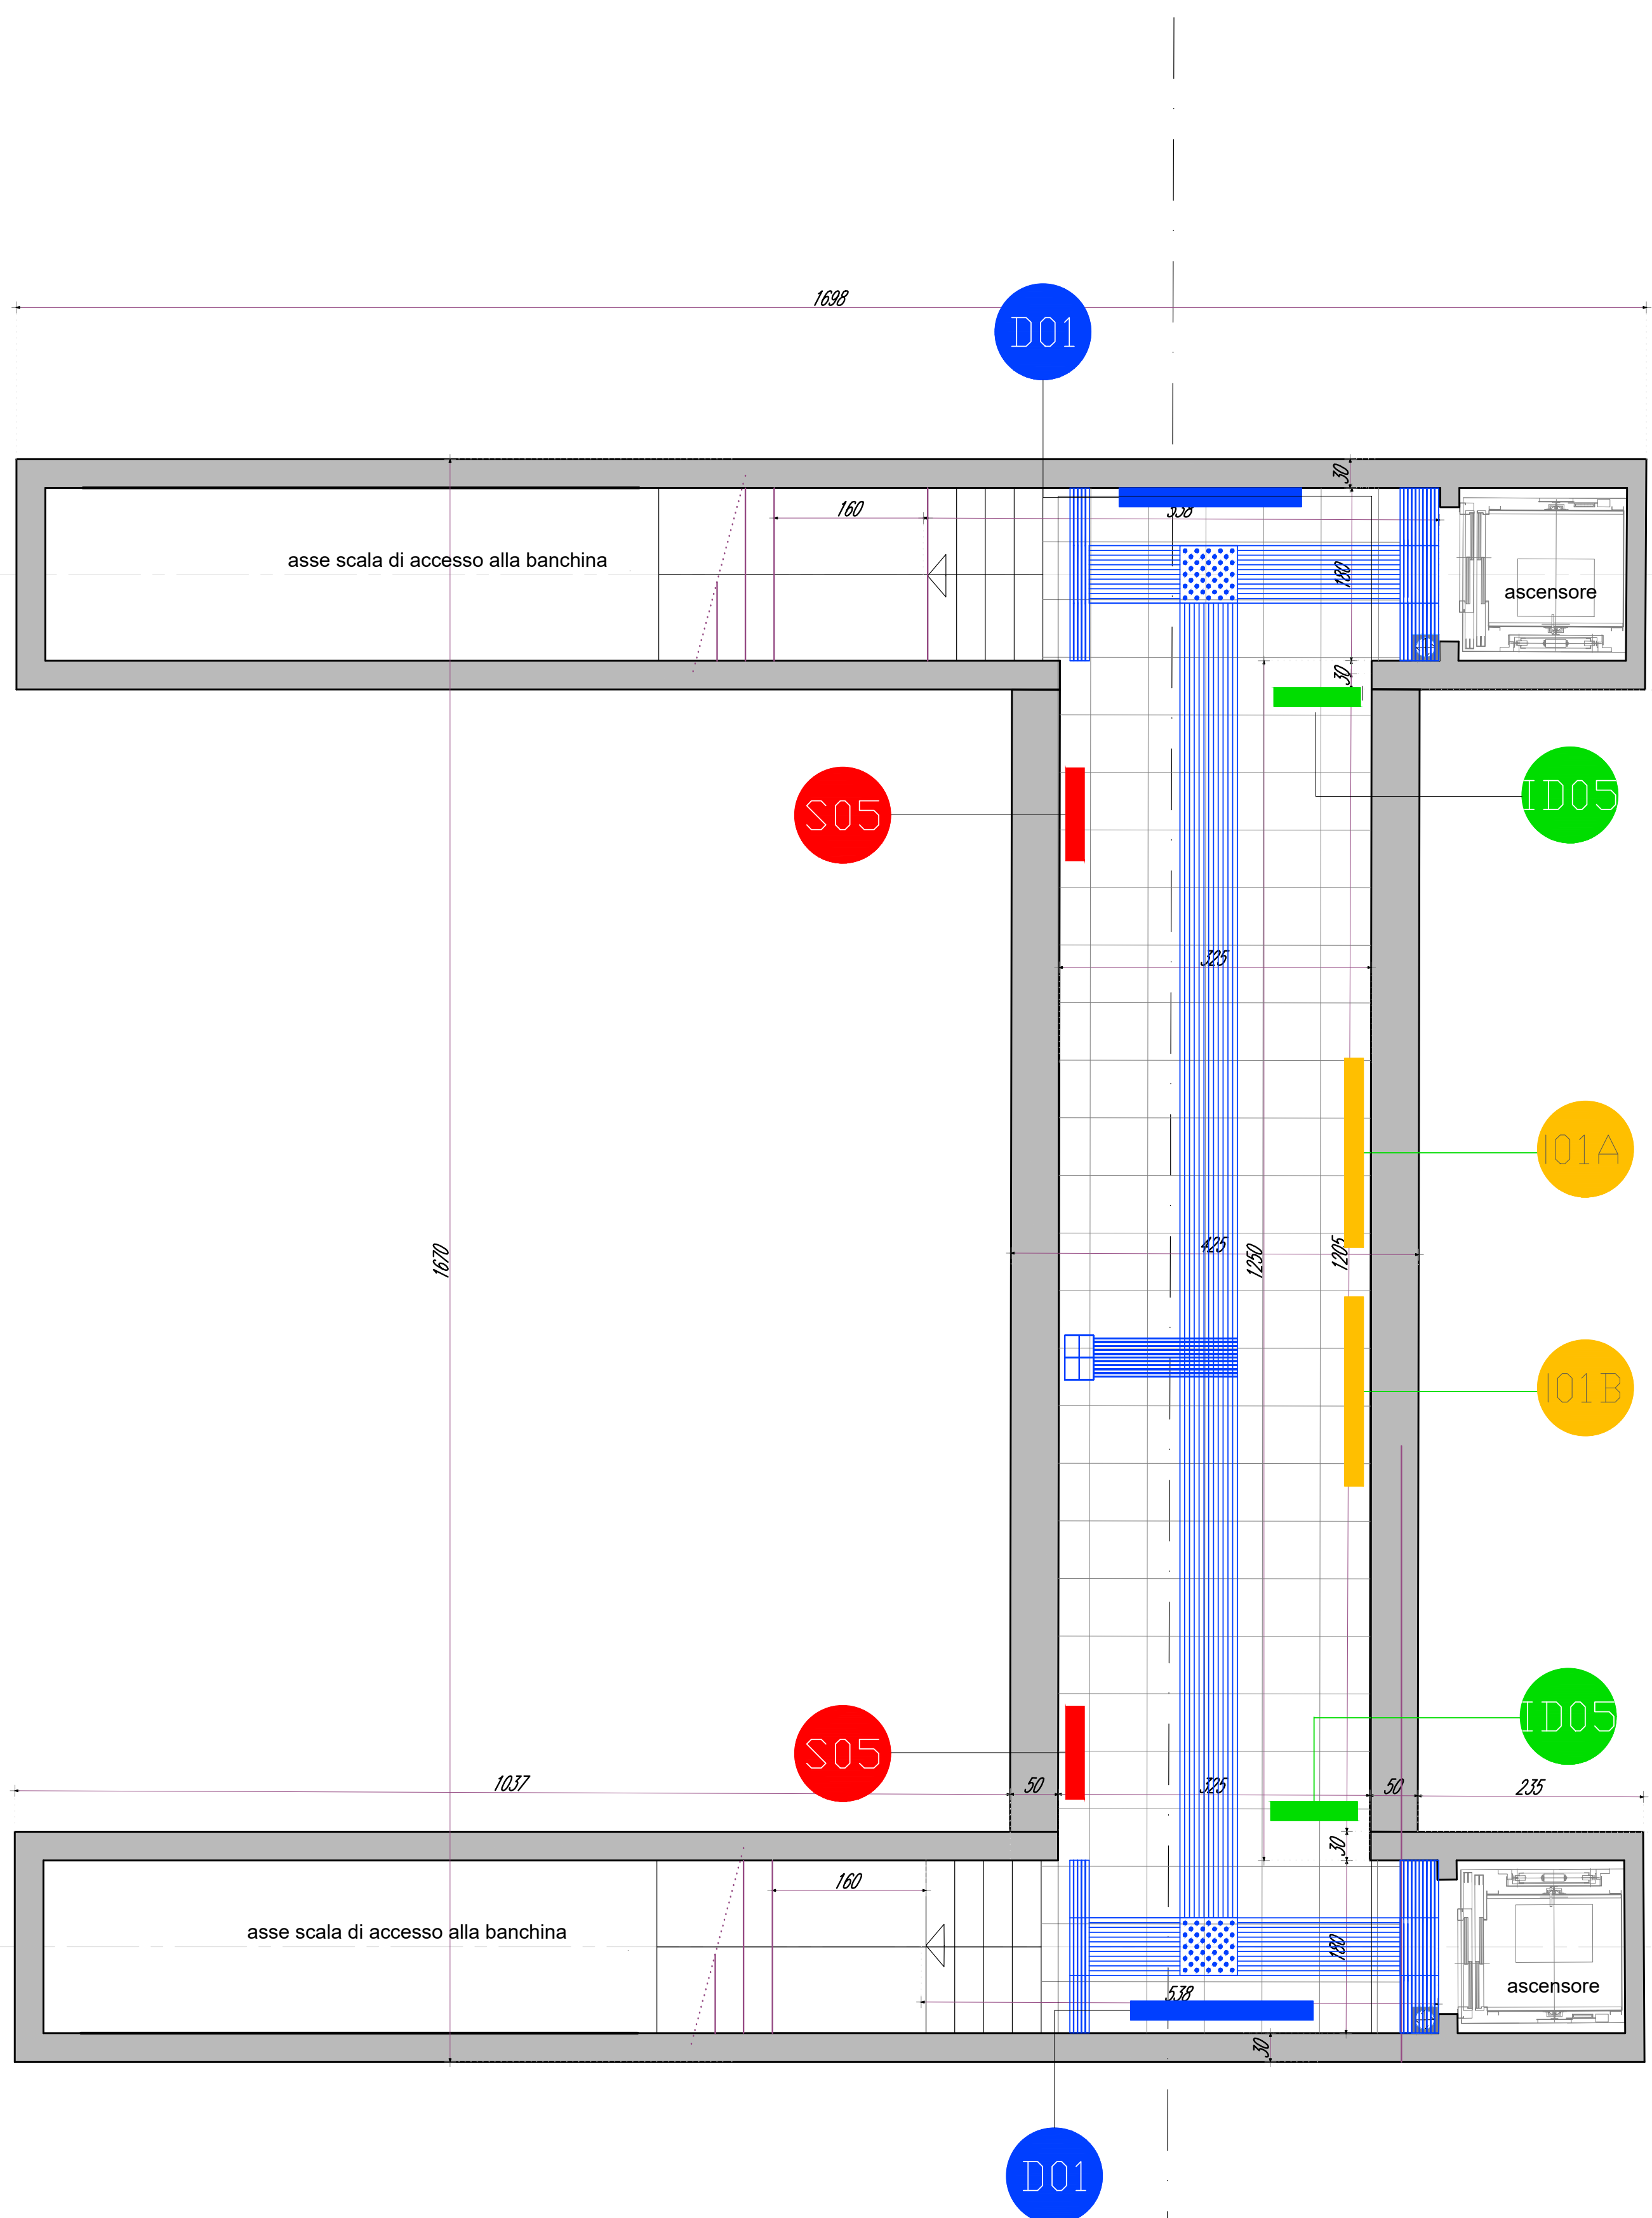 1698
D01
30
160
538
asse scala di accesso alla banchina
180
ascensore
30
S05
ID05
325
I01A
425
1250
1205
1670
I01B
ID05
S05
1037
50
325
50
235
30
160
asse scala di accesso alla banchina
180
ascensore
538
30
D01